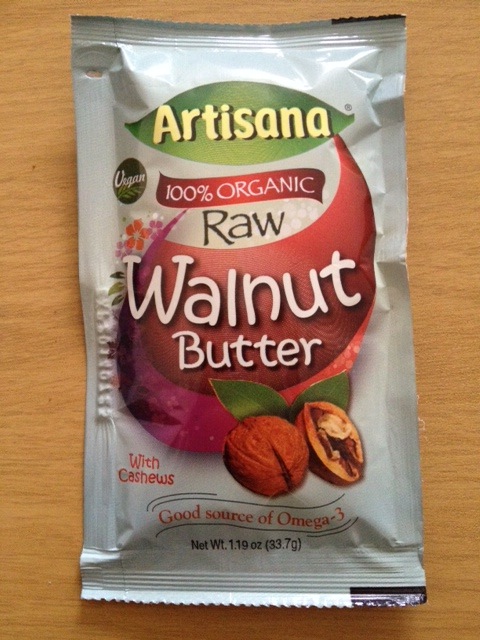 Artisana ®
Vegan
100% ORGANIC
Raw
Walnut
Butter
With
Cashews
Good source of Omega-3
Net Wt. 1.19 oz (33.7g)